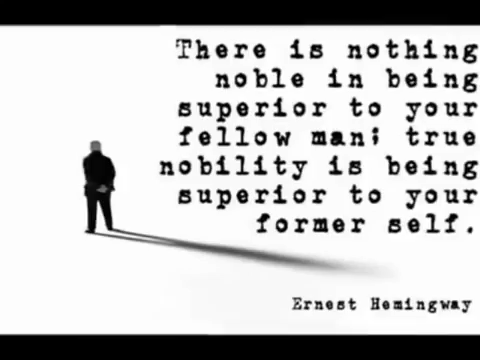 There is nothing
noble in being
superior to your
fellow man; true
nobility is being
superior to your
former self.
Ernest Hemingway